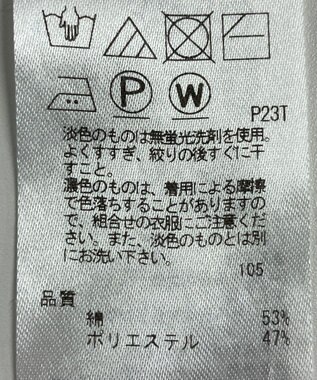 P
W
P23T
淡色のものは無蛍光洗剤を使用。
よくすすぎ、絞りの後すぐに干
すこと。
濃色のものは、着用による摩擦
で色落ちすることがありますの
で、組合せの衣服にご注意くだ
さい。また、淡色のものとは別
にお洗い下さい。
105
品質
綿 53%
ポリエステル 47%